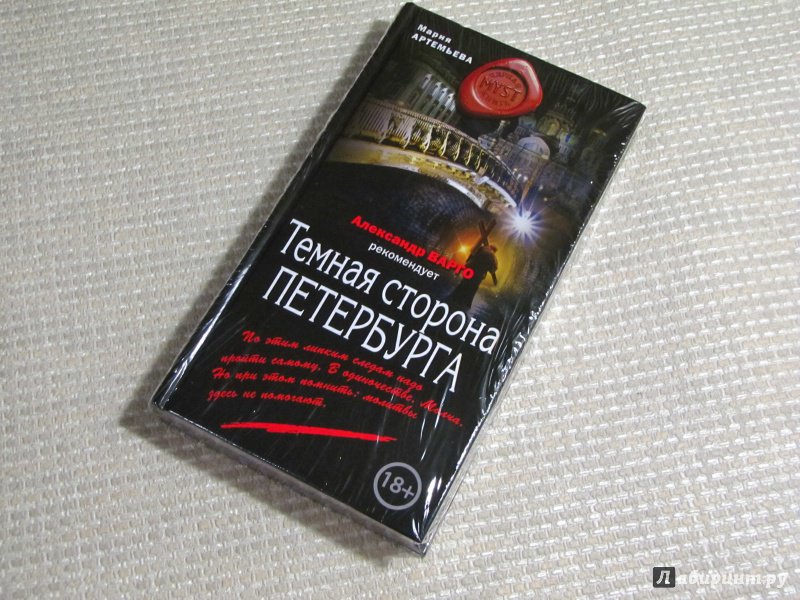 Мария
АРТЕМЬЕВА
MYST
Александр ВАРГО
рекомендует
Темная сторона
ПЕТЕРБУРГА
По этим липким следам надо
пройти самому. В одиночестве. Молча.
Но при этом помнить: молитвы
здесь не помогают.
18+
Лабиринт.ру